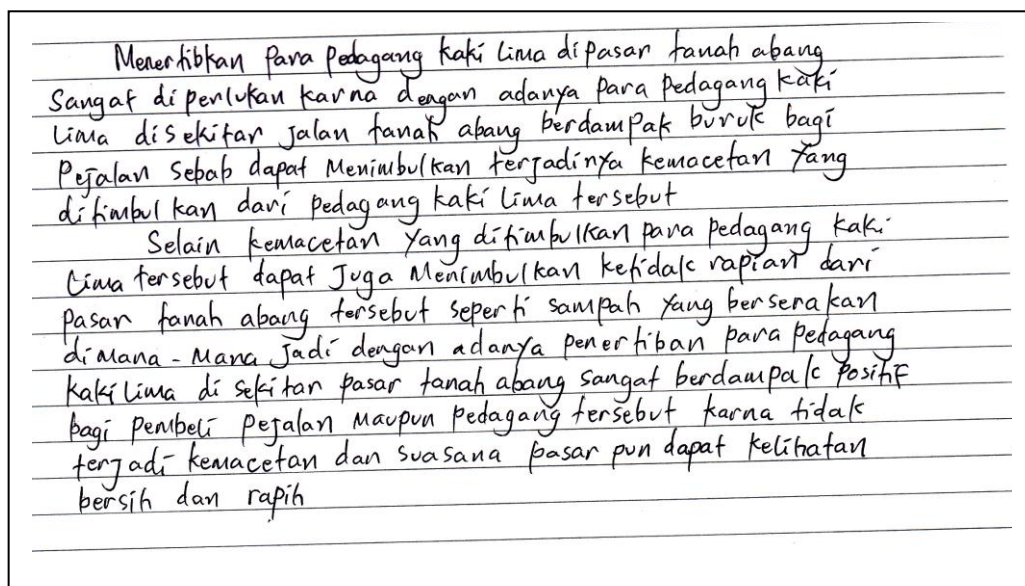 Menertibkan para pedagang kaki lima dipasar tanah abang
Sangat di perlukan karna dengan adanya para pedagang kaki
lima disekitar jalan tanah abang berdampak buruk bagi
Pejalan sebab dapat Menimbulkan terjadinya kemacetan yang
ditimbul kan dari pedagang kaki lima tersebut
Selain kemacetan yang ditimbulkan para pedagang kaki
lima tersebut dapat Juga Menimbulkan ketidak rapian dari
pasar tanah abang tersebut seperti sampah yang berserakan
dimana-Mana Jadi dengan adanya penertiban para pedagang
kaki lima di sekitar pasar tanah abang sangat berdampak Positif
bagi pembeli pejalan Maupun pedagang tersebut karna tidak
terjadi kemacetan dan suasana pasar pun dapat kelihatan
bersih dan rapih